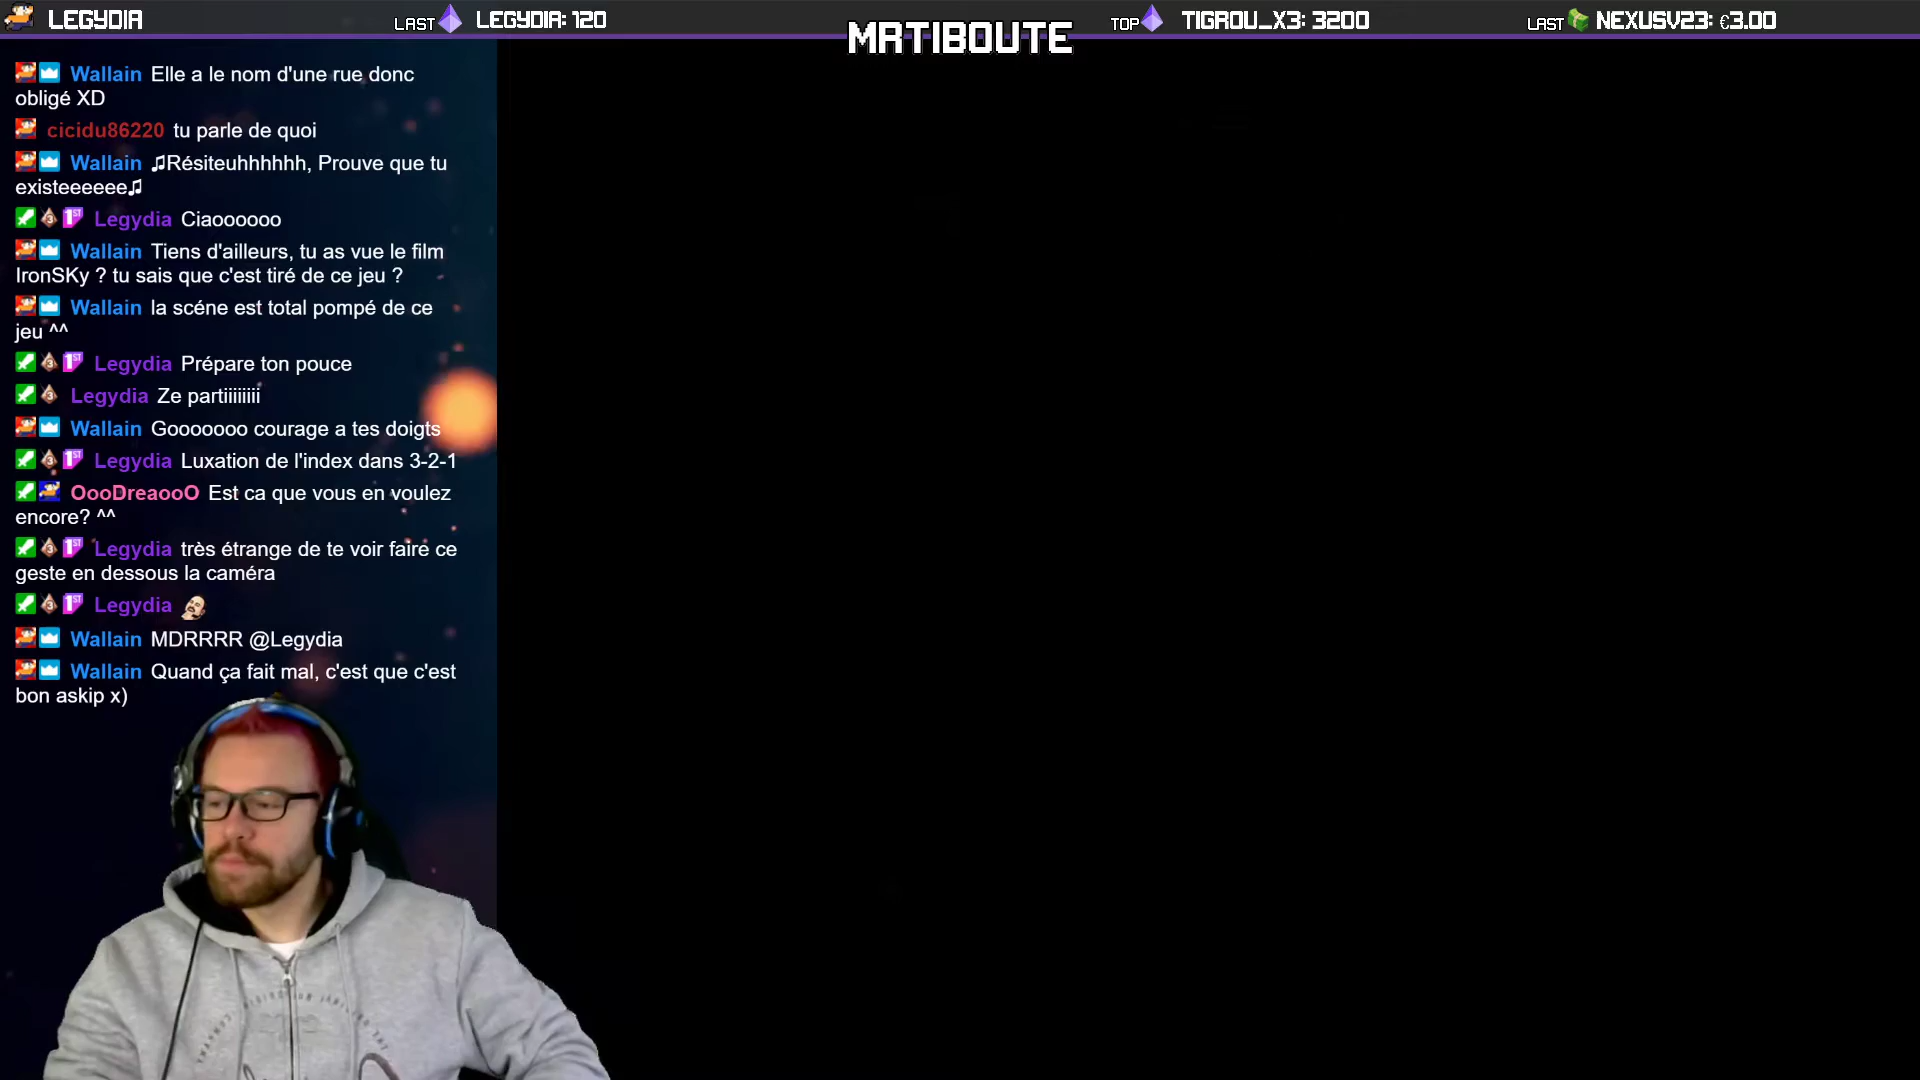 LEGYDIA
LAST LEGYDIA: 120
MRTIBOUTE
TOP TIGROU_X3: 3200
LAST NEXUSV23: €3.00
Wallain Elle a le nom d'une rue donc
obligé XD
cicidu86220 tu parle de quoi
Wallain ♫Résiteuhhhhhh, Prouve que tu
existeeeeee♫
Legydia Ciaoooooo
Wallain Tiens d'ailleurs, tu as vue le film
IronSKy ? tu sais que c'est tiré de ce jeu ?
Wallain la scéne est total pompé de ce
jeu ^^
Legydia Prépare ton pouce
Legydia Ze partiiiiiiiii
Wallain Gooooooo courage a tes doigts
Legydia Luxation de l'index dans 3-2-1
OooDreaooO Est ca que vous en voulez
encore? ^^
Legydia très étrange de te voir faire ce
geste en dessous la caméra
Legydia
Wallain MDRRRR @Legydia
Wallain Quand ça fait mal, c'est que c'est
bon askip x)